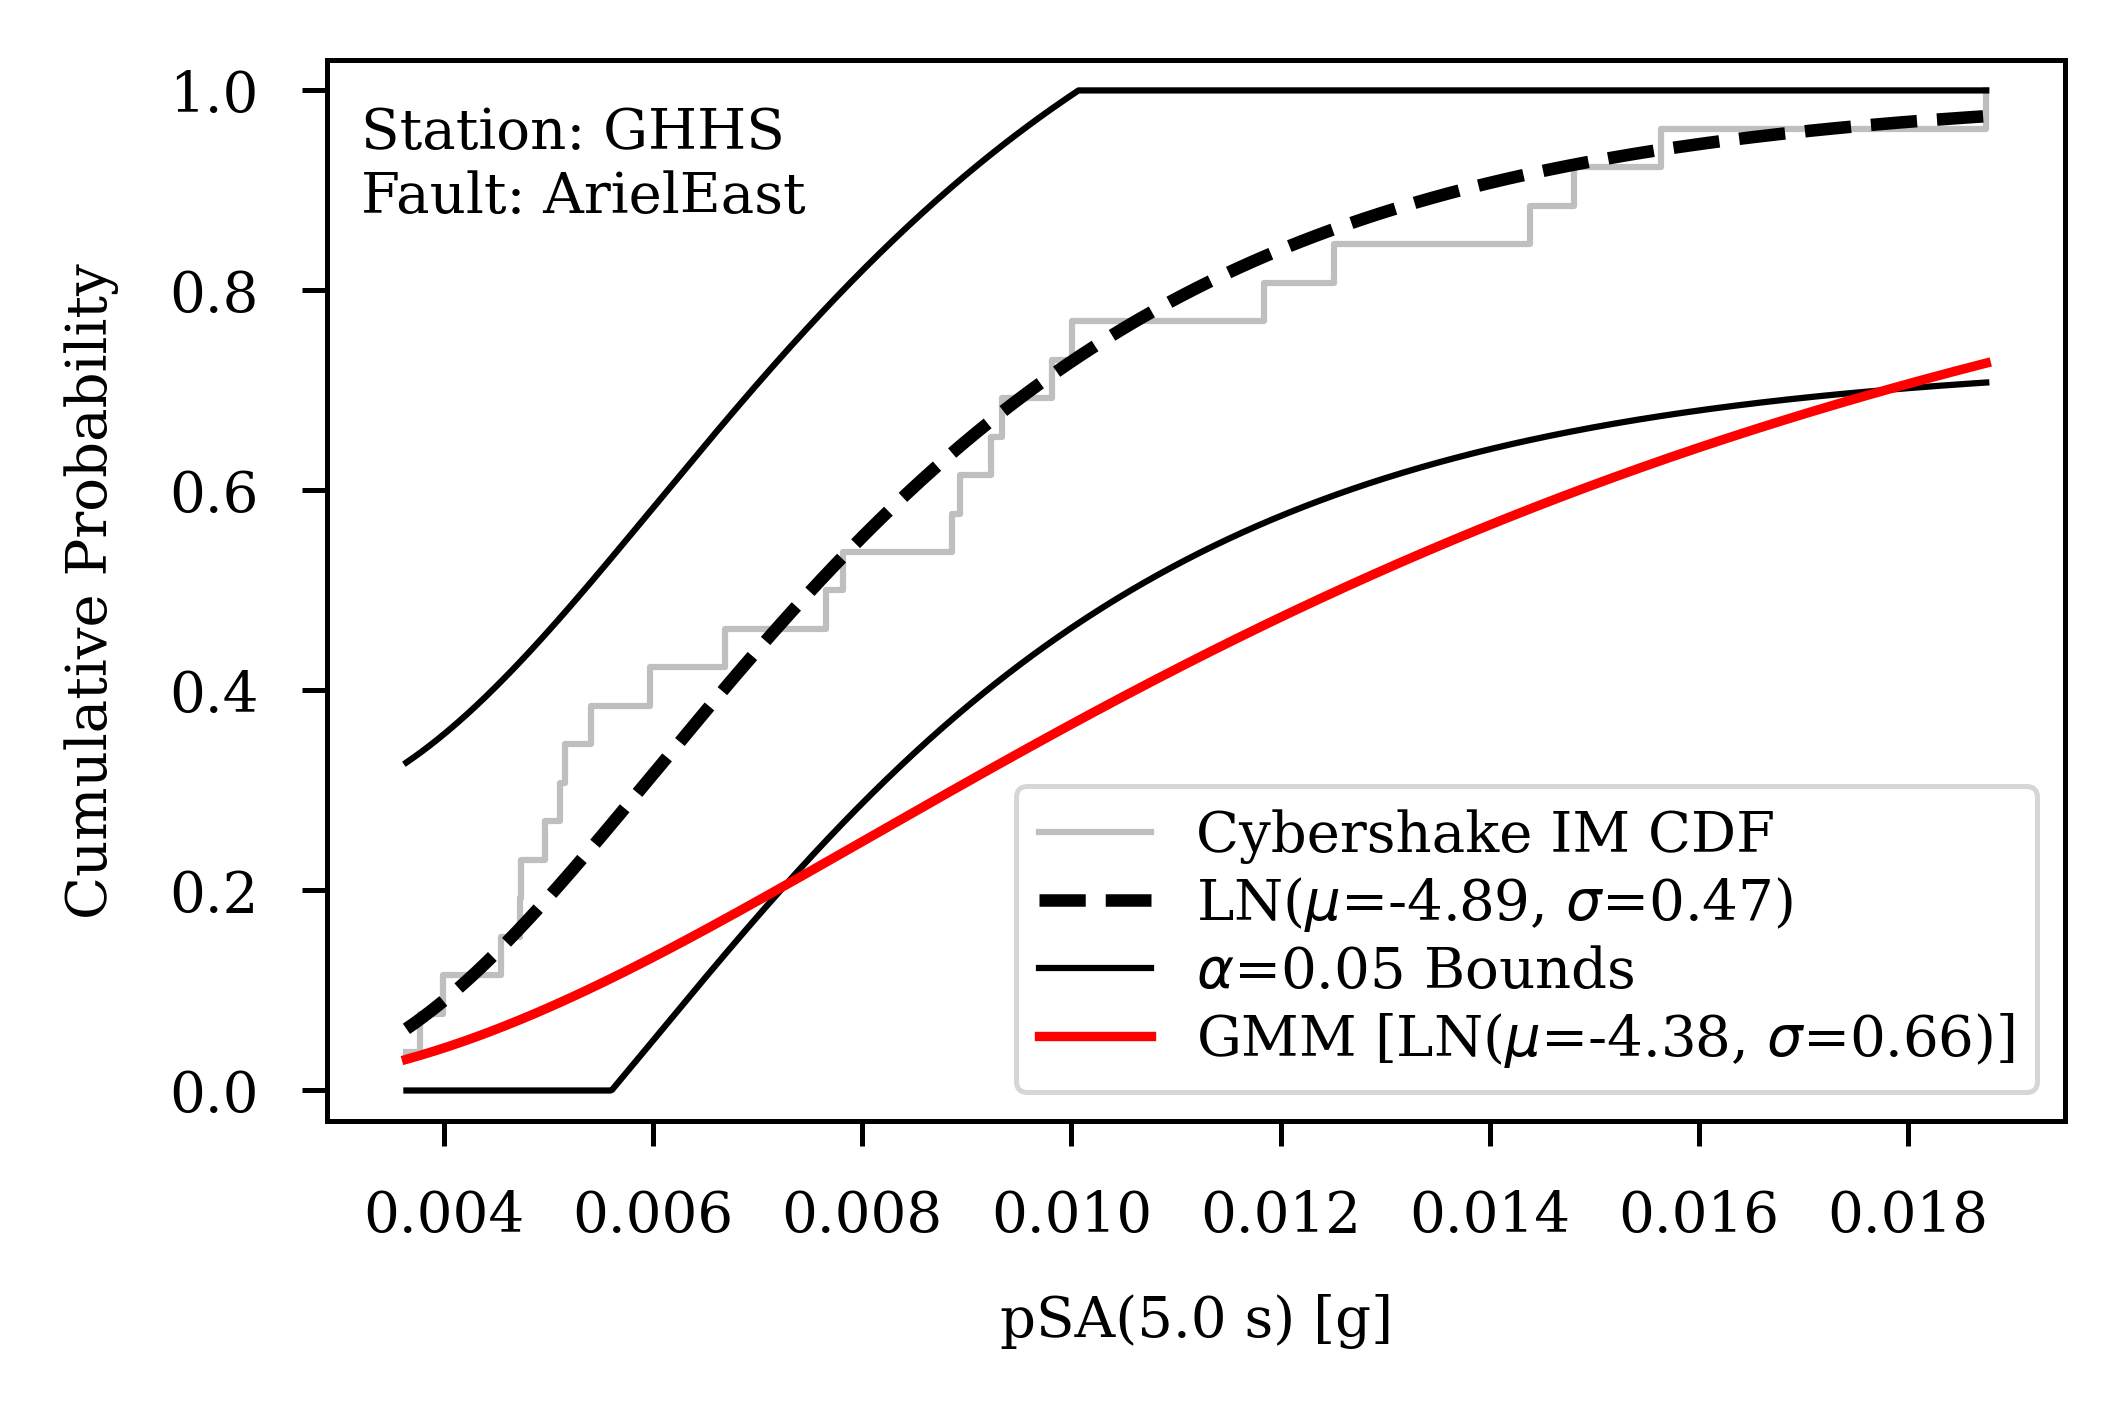 Station: GHHS
Fault: ArielEast
Cumulative Probability
1.0
0.8
0.6
0.4
0.2
0.0
Cybershake IM CDF
LN(μ=-4.89, σ=0.47)
α=0.05 Bounds
GMM [LN(μ=-4.38, σ=0.66)]
0.004 0.006 0.008 0.010 0.012 0.014 0.016 0.018
pSA(5.0 s) [g]